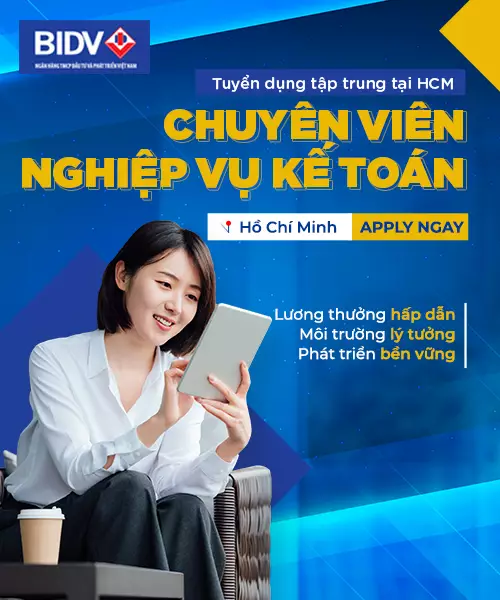 BIDV
NGÂN HÀNG TMCP ĐẦU TƯ VÀ PHÁT TRIỂN VIỆT NAM
Tuyển dụng tập trung tại HCM
CHUYÊN VIÊN
NGHIỆP VỤ KẾ TOÁN
Hồ Chí Minh
APPLY NGAY
Lương thưởng hấp dẫn
Môi trường lý tưởng
Phát triển bền vững